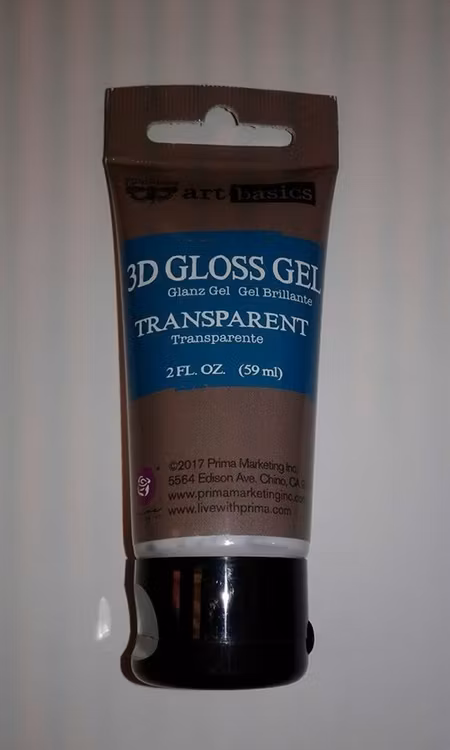 art basics
3D GLOSS GEL
Glanz Gel Gel Brillante
TRANSPARENT
Transparente
2 FL. OZ. (59 ml)
©2017 Prima Marketing Inc.
5564 Edison Ave. Chino, CA
www.primamarketinginc.co
www.livewithprima.com